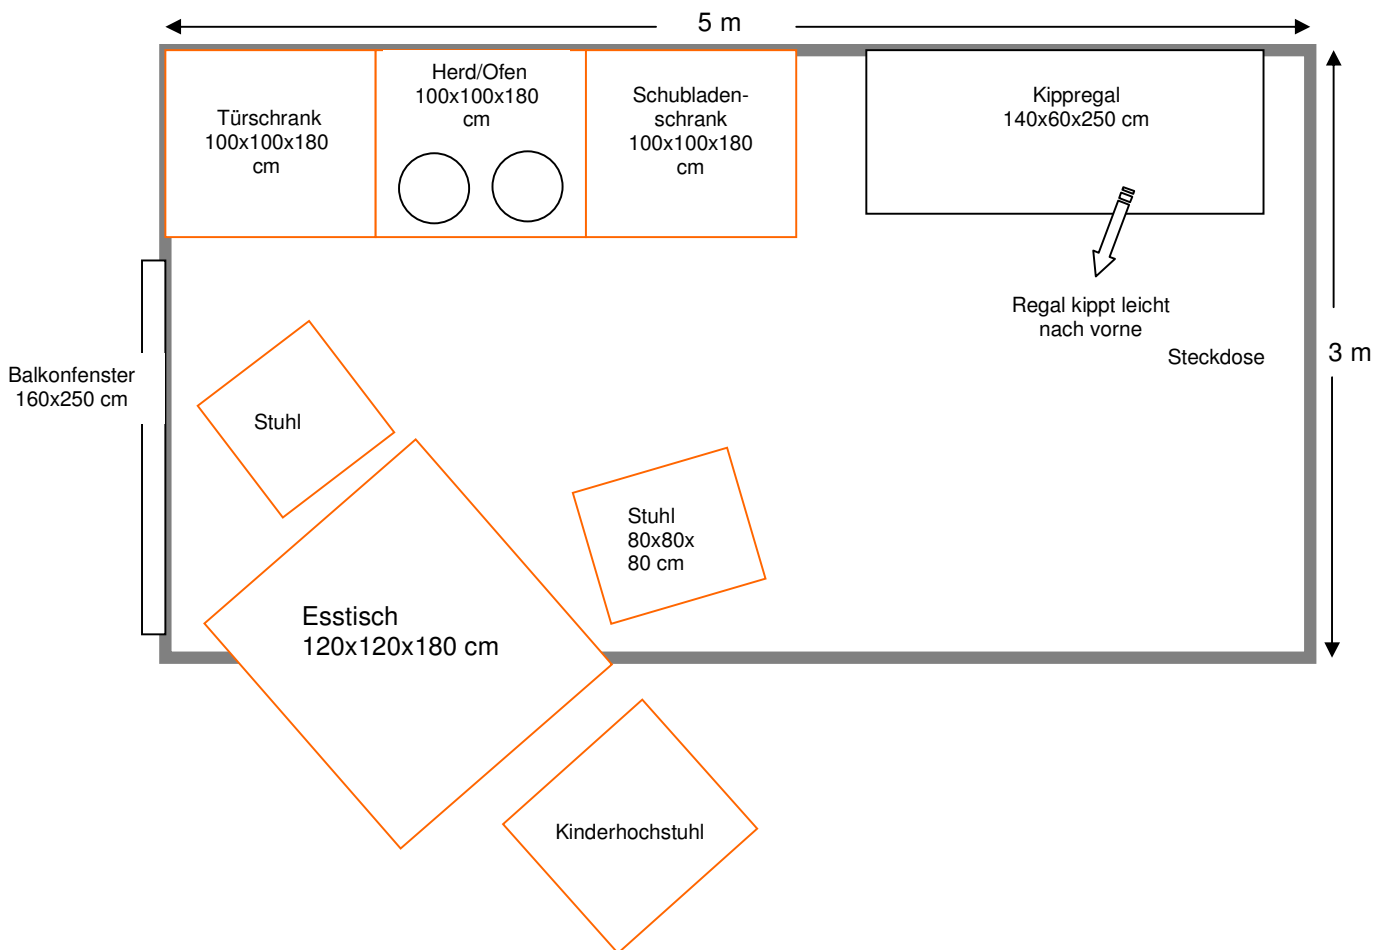 5 m
Türschrank
100x100x180
cm
Herd/Ofen
100x100x180
cm
Schubladen-
schrank
100x100x180
cm
Kippregal
140x60x250 cm
Regal kippt leicht
nach vorne
Steckdose
3 m
Balkonfenster
160x250 cm
Stuhl
Stuhl
80x80x
80 cm
Esstisch
120x120x180 cm
Kinderhochstuhl